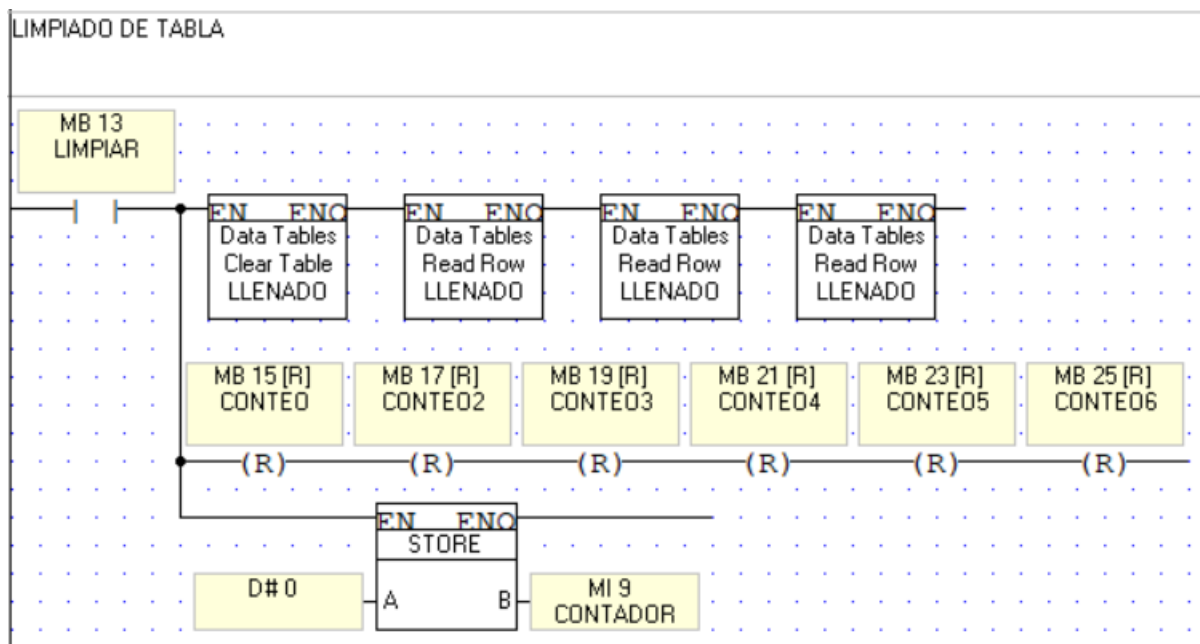 LIMPIADO DE TABLA
MB 13
LIMPIAR
EN ENO
Data Tables
Clear Table
LLENADO
EN ENO
Data Tables
Read Row
LLENADO
EN ENO
Data Tables
Read Row
LLENADO
EN ENO
Data Tables
Read Row
LLENADO
MB 15 [R]
CONTEO
MB 17 [R]
CONTEO2
MB 19 [R]
CONTEO3
MB 21 [R]
CONTEO4
MB 23 [R]
CONTEO5
MB 25 [R]
CONTEO6
(R) (R) (R) (R) (R) (R)
EN ENO
STORE
D# 0
A B
MI 9
CONTADOR